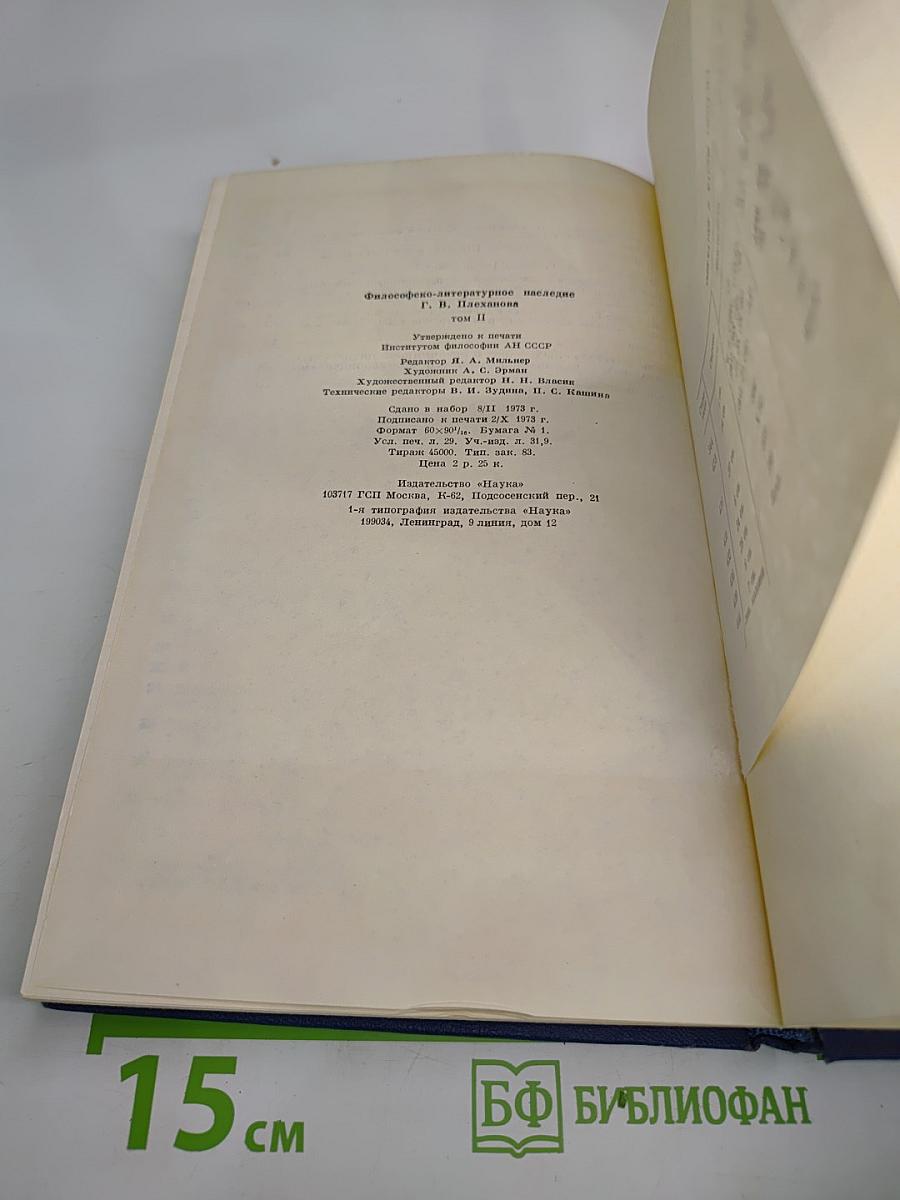 Философско-литературное наследие
Г. В. Плеханова
том II
Утверждено к печати
Институтом философии АН СССР
Редактор Я. А. Мильнер
Художник А. С. Эрман
Художественный редактор Н. Н. Власик
Технические редакторы В. И. Зудина, П. С. Кашина
Сдано в набор 8/II 1973 г.
Подписано к печати 2/X 1973 г.
Формат 60×90¹/₁₆. Бумага № 1.
Усл. печ. л. 29. Уч.-изд. л. 31,9.
Тираж 45000. Тип. зак. 83.
Цена 2 р. 25 к.
Издательство «Наука»
103717 ГСП Москва, К-62, Подсосенский пер., 21
1-я типография издательства «Наука»
199034, Ленинград, 9 линия, дом 12
15 см
БФ БИБЛИОФАН